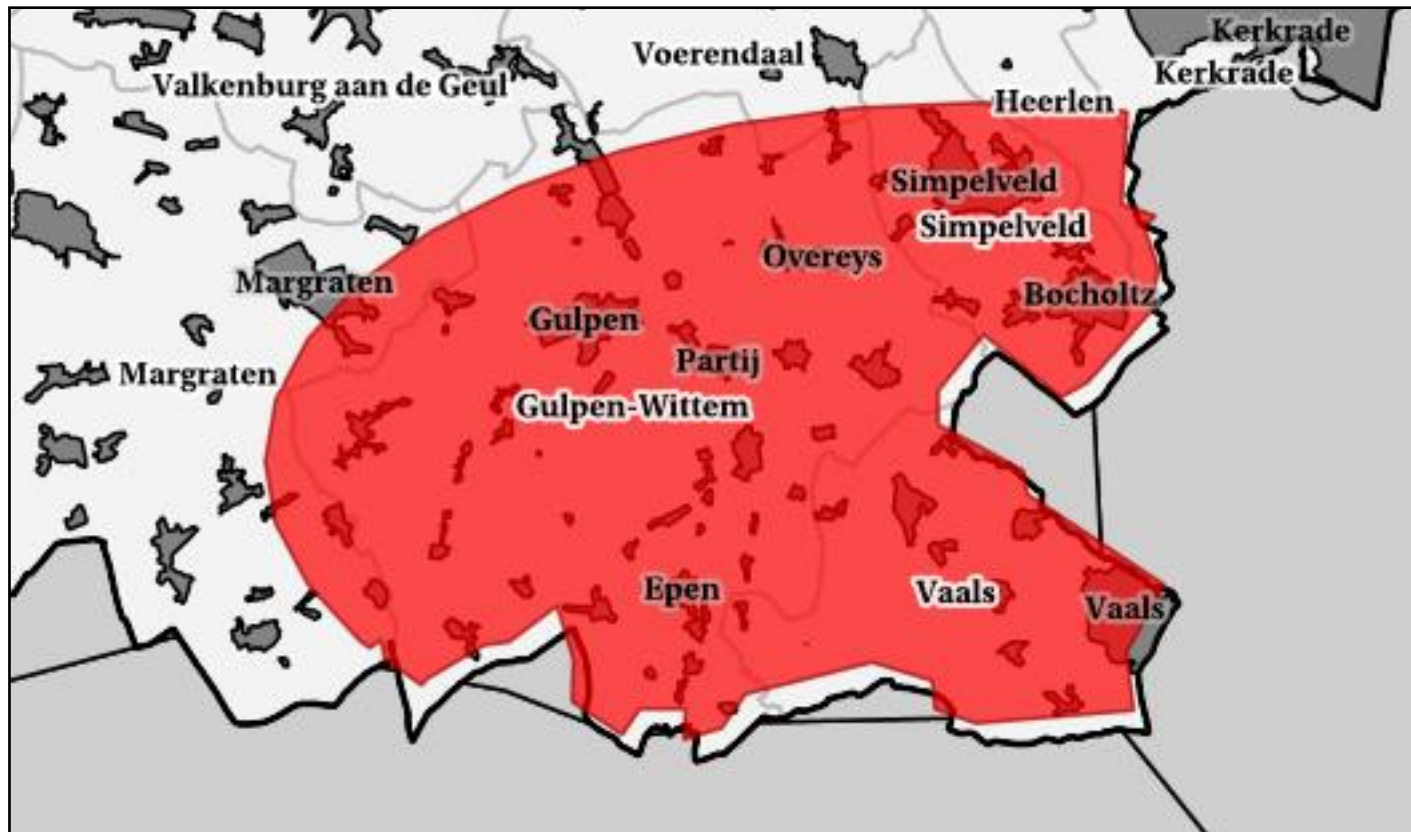 Kerkrade
Voerendaal
Kerkrade
Valkenburg aan de Geul
Heerlen
Simpelveld
Simpelveld
Overeys
Margraten
Bocholtz
Gulpen
Partij
Margraten
Gulpen-Wittem
Epen
Vaals
Vaals